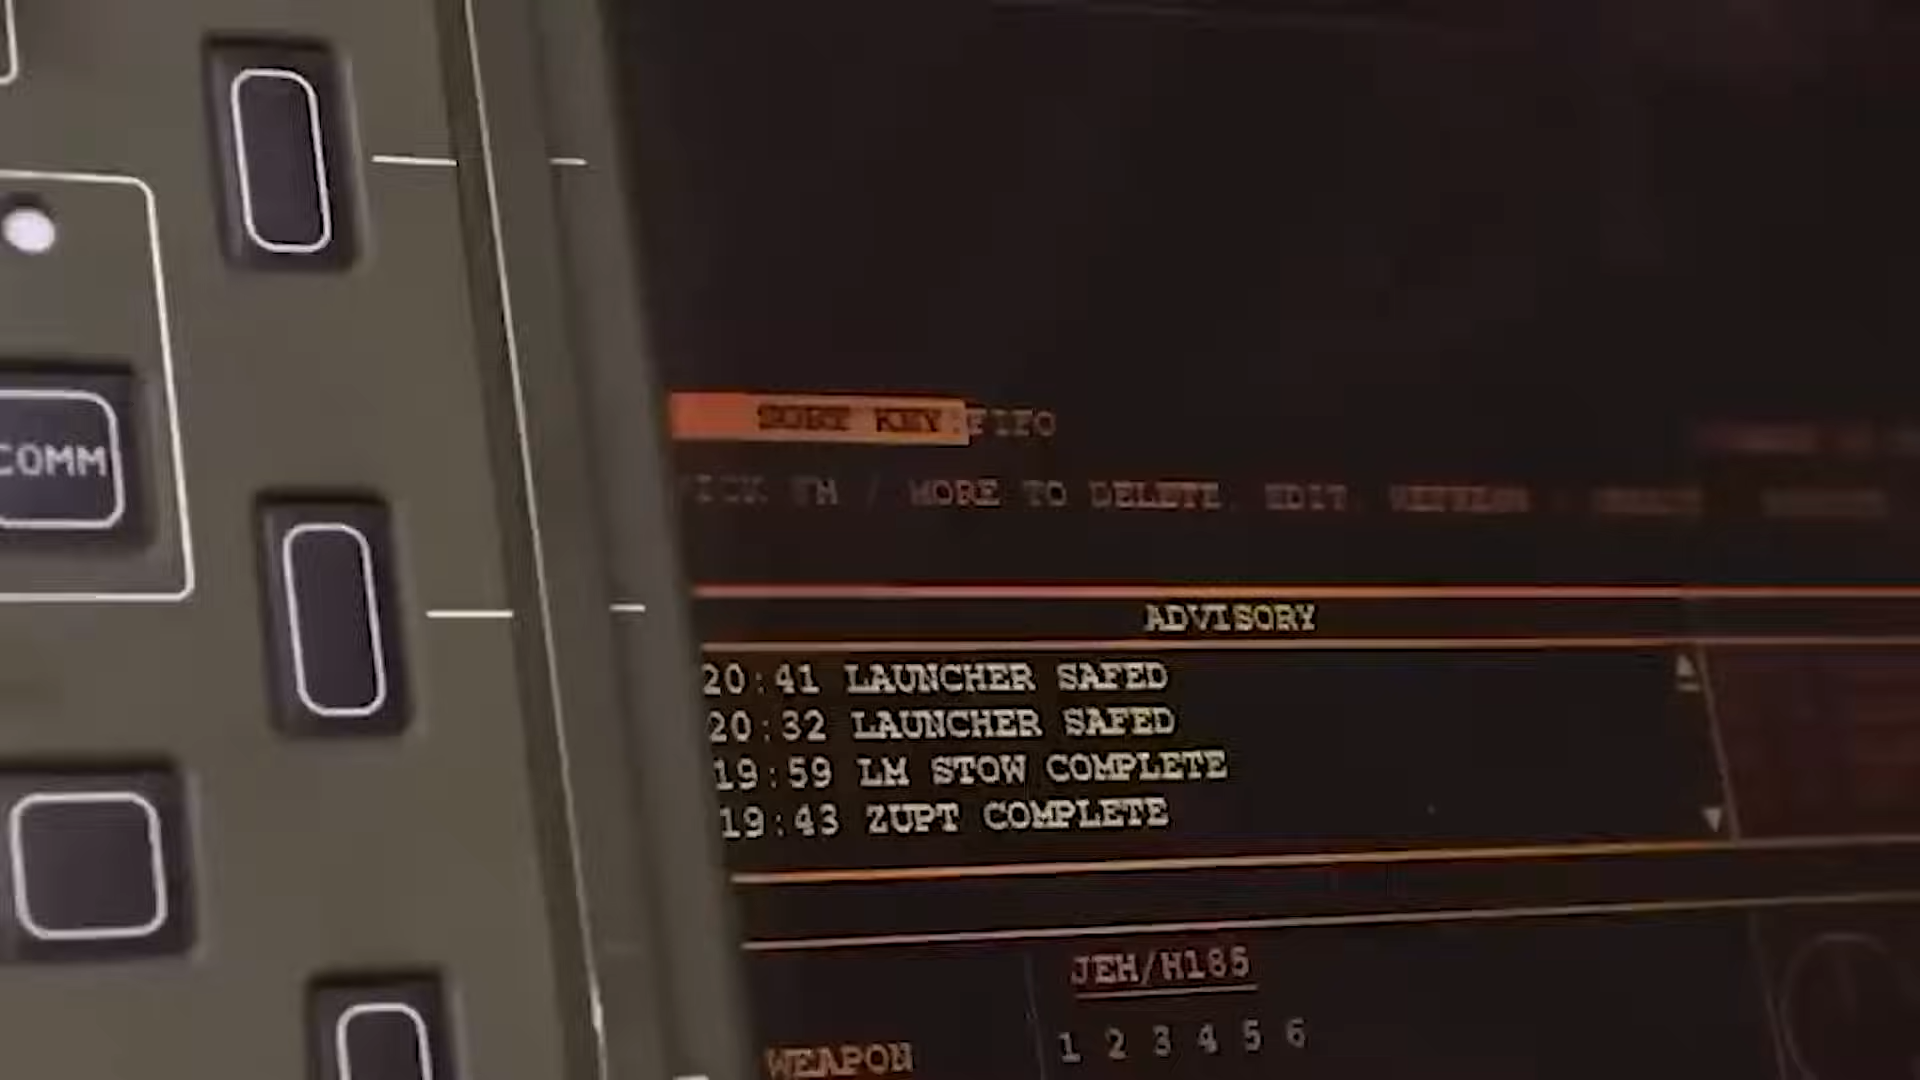 COMM
SORT KEY:FIFO
/ MORE TO DELETE, EDIT,
ADVISORY
20:41 LAUNCHER SAFED
20:32 LAUNCHER SAFED
19:59 LM STOW COMPLETE
19:43 ZUPT COMPLETE
JEH/H185
WEAPON 1 2 3 4 5 6